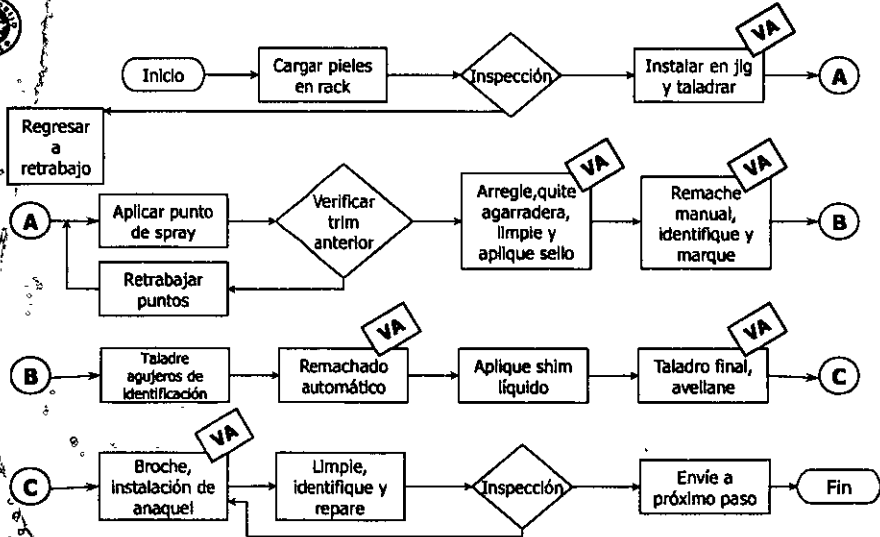 VA
Inicio
Cargar pieles
en rack
Inspección
Instalar en jig
y taladrar
A
Regresar
a
retrabajo
A
Aplicar punto
de spray
Verificar
trim
anterior
VA
Arregle,quite
agarradera,
limpie y
aplique sello
VA
Remache
manual,
identifique y
marque
B
Retrabajar
puntos
B
Taladre
agujeros de
identificación
VA
Remachado
automático
Aplique shim
líquido
VA
Taladro final,
avellane
C
C
VA
Broche,
instalación de
anaquel
Limpie,
identifique y
repare
Inspección
Envíe a
próximo paso
Fin